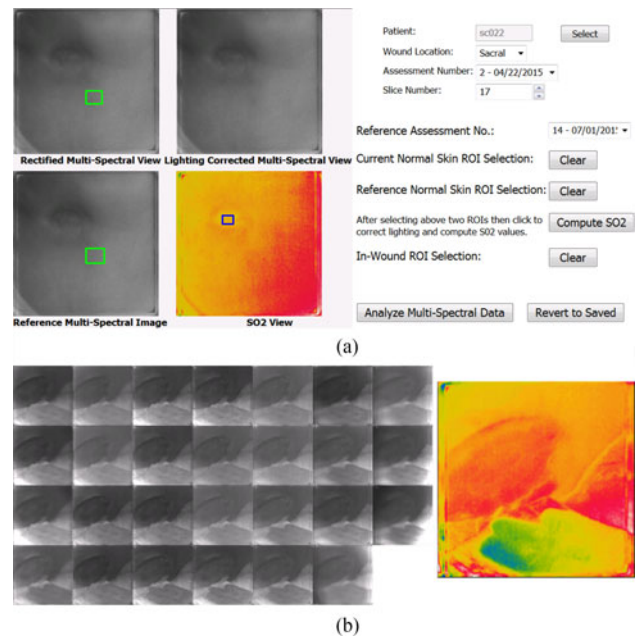 Patient: sc022 Select
Wound Location: Sacral
Assessment Number: 2 - 04/22/2015
Slice Number: 17
Rectified Multi-Spectral View Lighting Corrected Multi-Spectral View
Reference Assessment No.: 14 - 07/01/201
Current Normal Skin ROI Selection: Clear
Reference Normal Skin ROI Selection: Clear
After selecting above two ROIs then click to
correct lighting and compute S02 values.
Compute SO2
In-Wound ROI Selection: Clear
Analyze Multi-Spectral Data Revert to Saved
Reference Multi-Spectral Image SO2 View
(a)
(b)